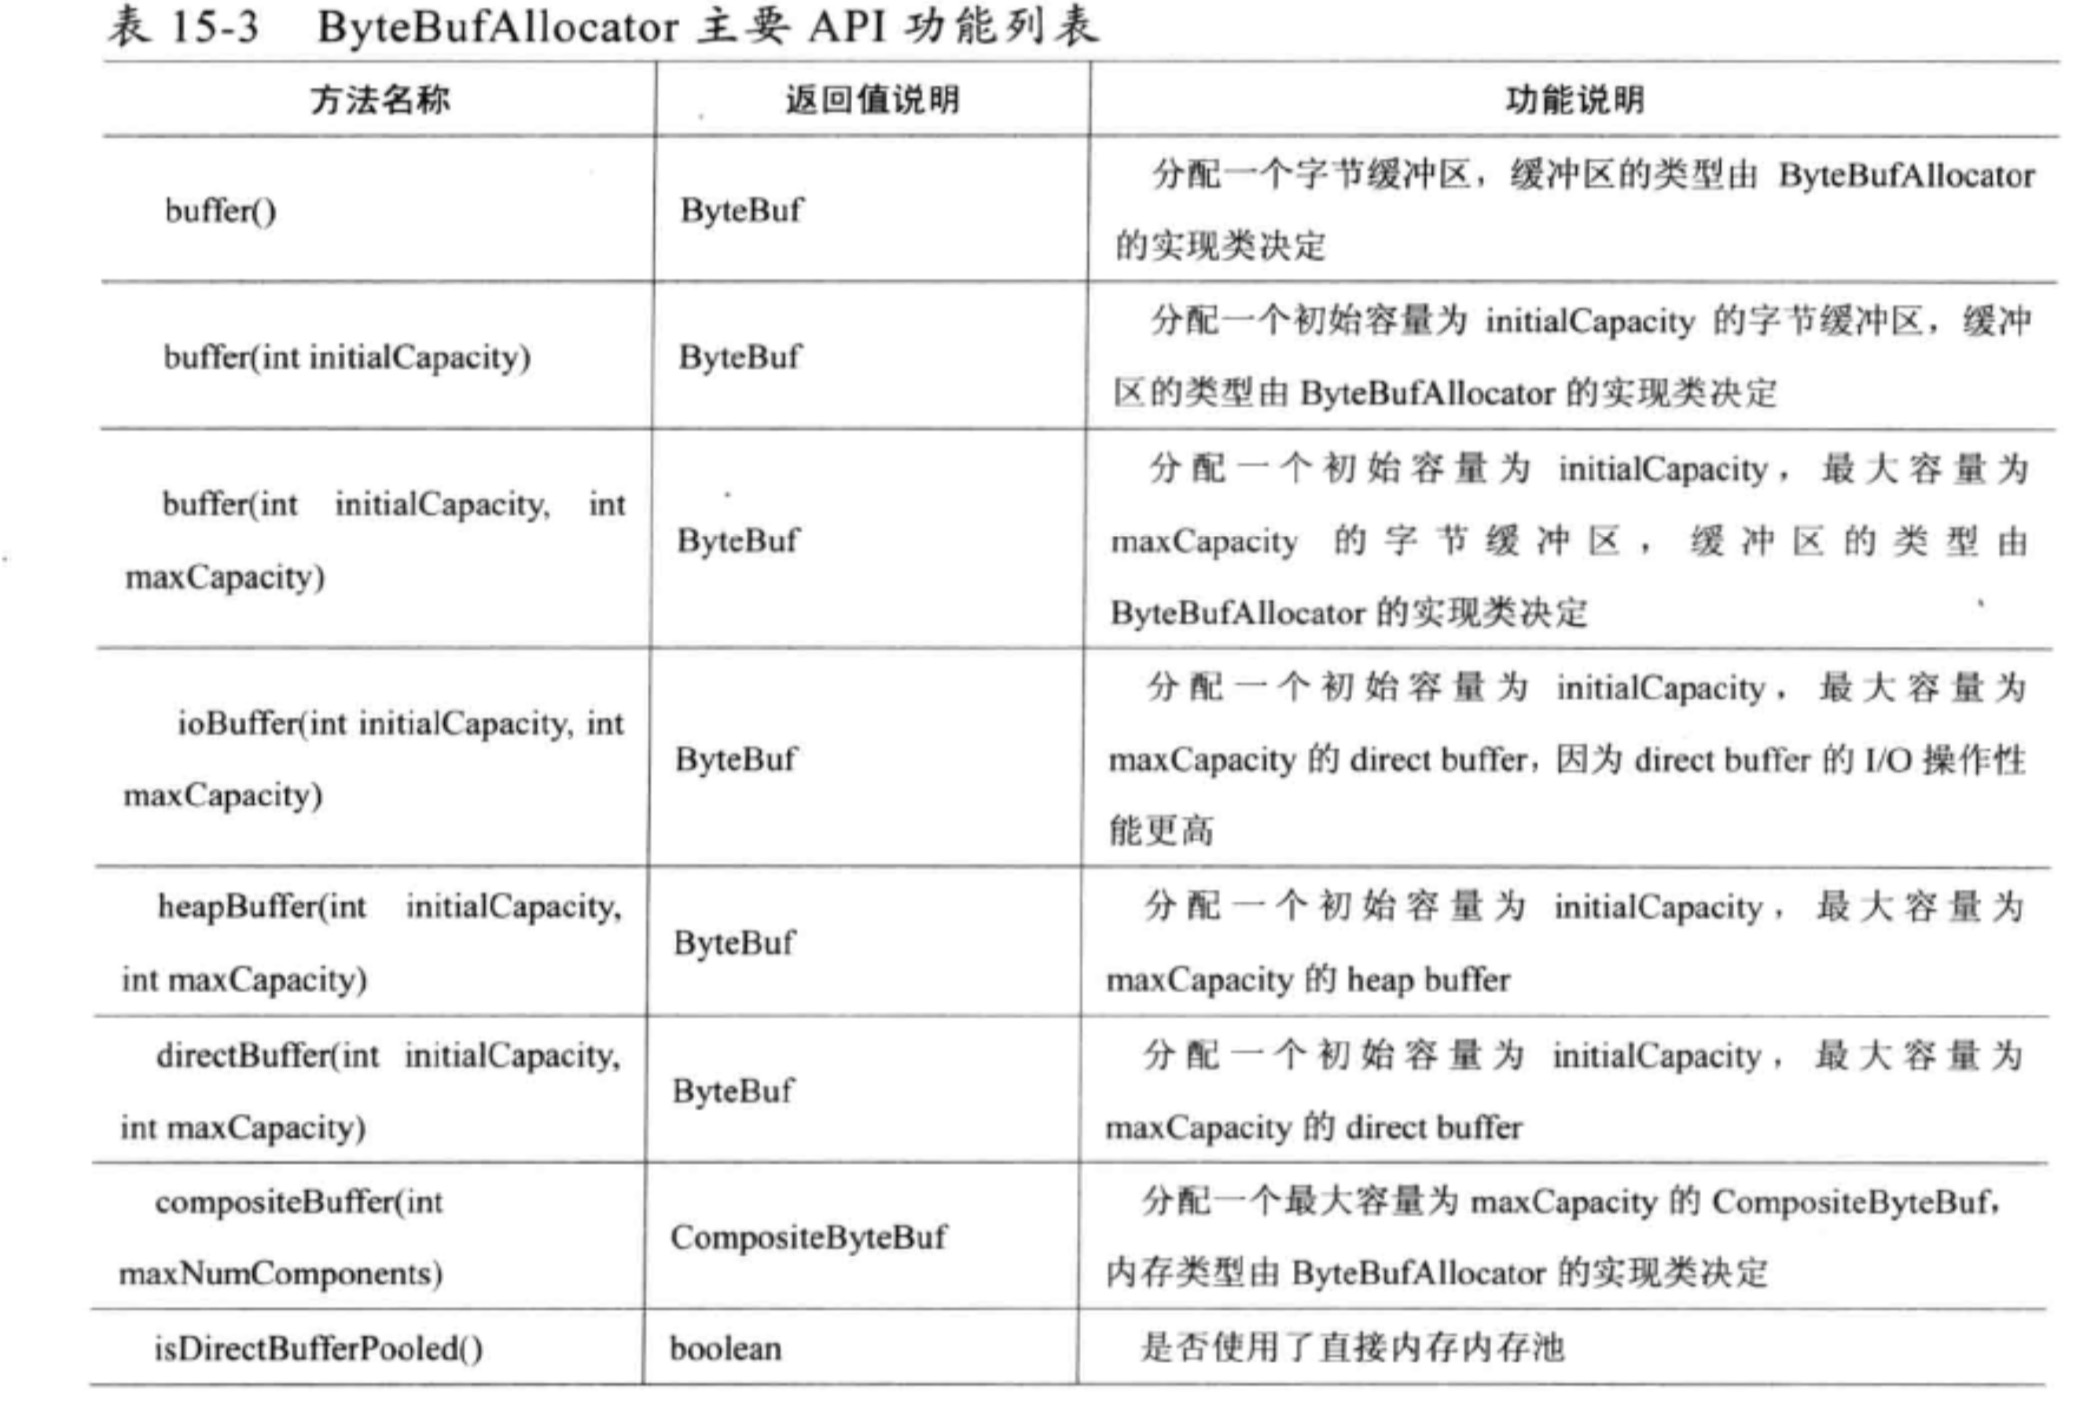 表 15-3 ByteBufAllocator 主要 API 功能列表
方法名称 返回值说明 功能说明
buffer() ByteBuf
分配一个字节缓冲区，缓冲区的类型由 ByteBufAllocator
的实现类决定
buffer(int initialCapacity) ByteBuf
分配一个初始容量为 initialCapacity 的字节缓冲区，缓冲
区的类型由 ByteBufAllocator 的实现类决定
buffer(int initialCapacity, int
maxCapacity)
ByteBuf
分配一个初始容量为 initialCapacity，最大容量为
maxCapacity 的字节缓冲区，缓冲区的类型由
ByteBufAllocator 的实现类决定
ioBuffer(int initialCapacity, int
maxCapacity)
ByteBuf
分配一个初始容量为 initialCapacity，最大容量为
maxCapacity 的 direct buffer，因为 direct buffer 的 I/O 操作性
能更高
heapBuffer(int initialCapacity,
int maxCapacity)
ByteBuf
分配一个初始容量为 initialCapacity，最大容量为
maxCapacity 的 heap buffer
directBuffer(int initialCapacity,
int maxCapacity)
ByteBuf
分配一个初始容量为 initialCapacity，最大容量为
maxCapacity 的 direct buffer
compositeBuffer(int
maxNumComponents)
CompositeByteBuf
分配一个最大容量为 maxCapacity 的 CompositeByteBuf，
内存类型由 ByteBufAllocator 的实现类决定
isDirectBufferPooled() boolean 是否使用了直接内存内存池